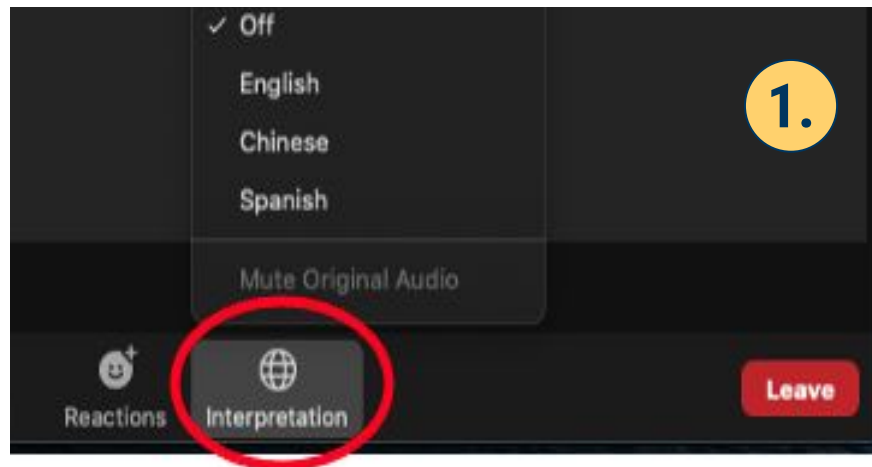 ✓ Off
English
1.
Chinese
Spanish
Mute Original Audio
Reactions
Interpretation
Leave